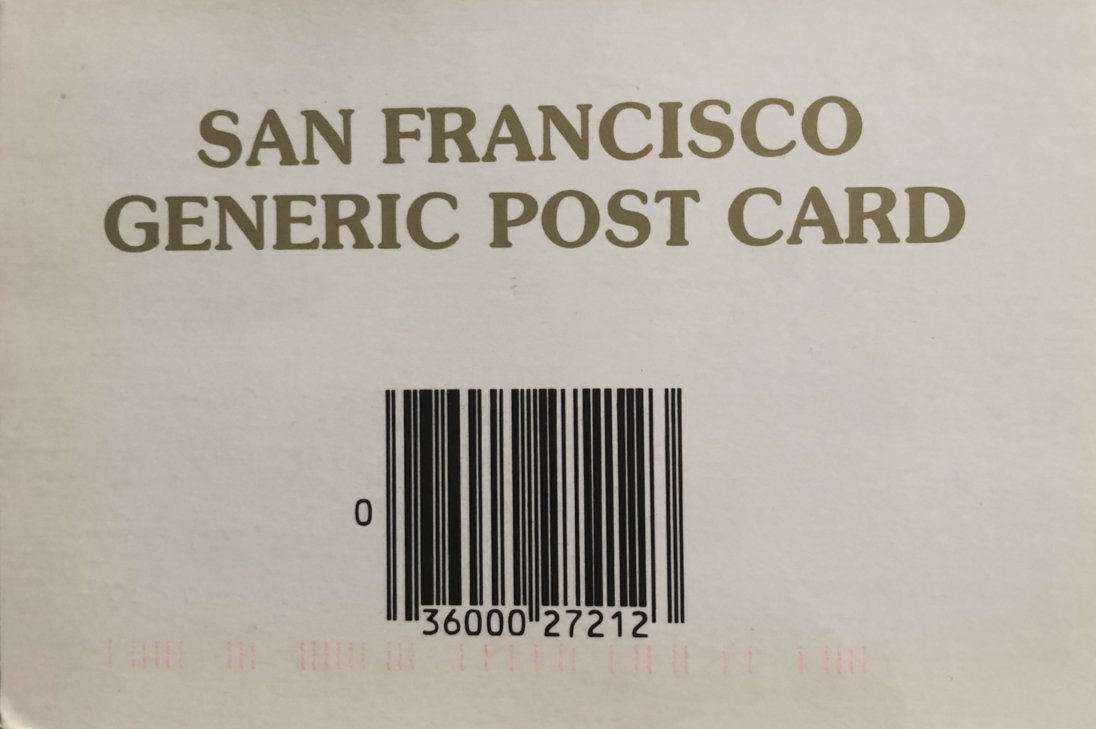 SAN FRANCISCO
GENERIC POST CARD
0
36000 27212